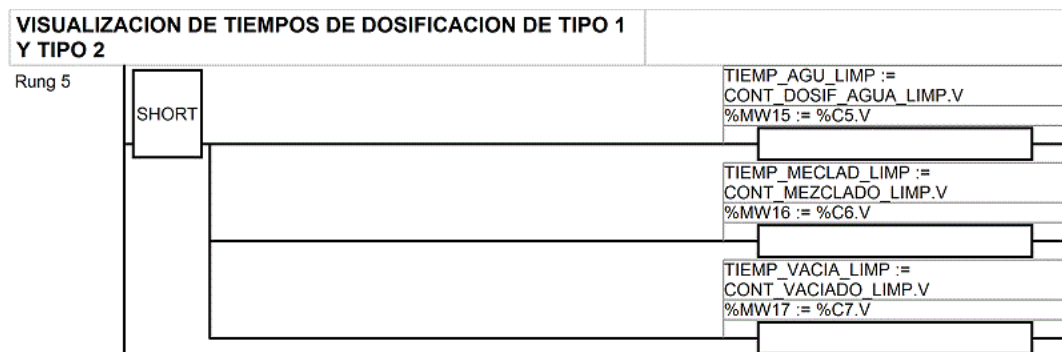 VISUALIZACION DE TIEMPOS DE DOSIFICACION DE TIPO 1
Y TIPO 2
Rung 5
SHORT
TIEMP_AGU_LIMP :=
CONT_DOSIF_AGUA_LIMP.V
%MW15 := %C5.V
TIEMP_MECLAD_LIMP :=
CONT_MEZCLADO_LIMP.V
%MW16 := %C6.V
TIEMP_VACIA_LIMP :=
CONT_VACIADO_LIMP.V
%MW17 := %C7.V